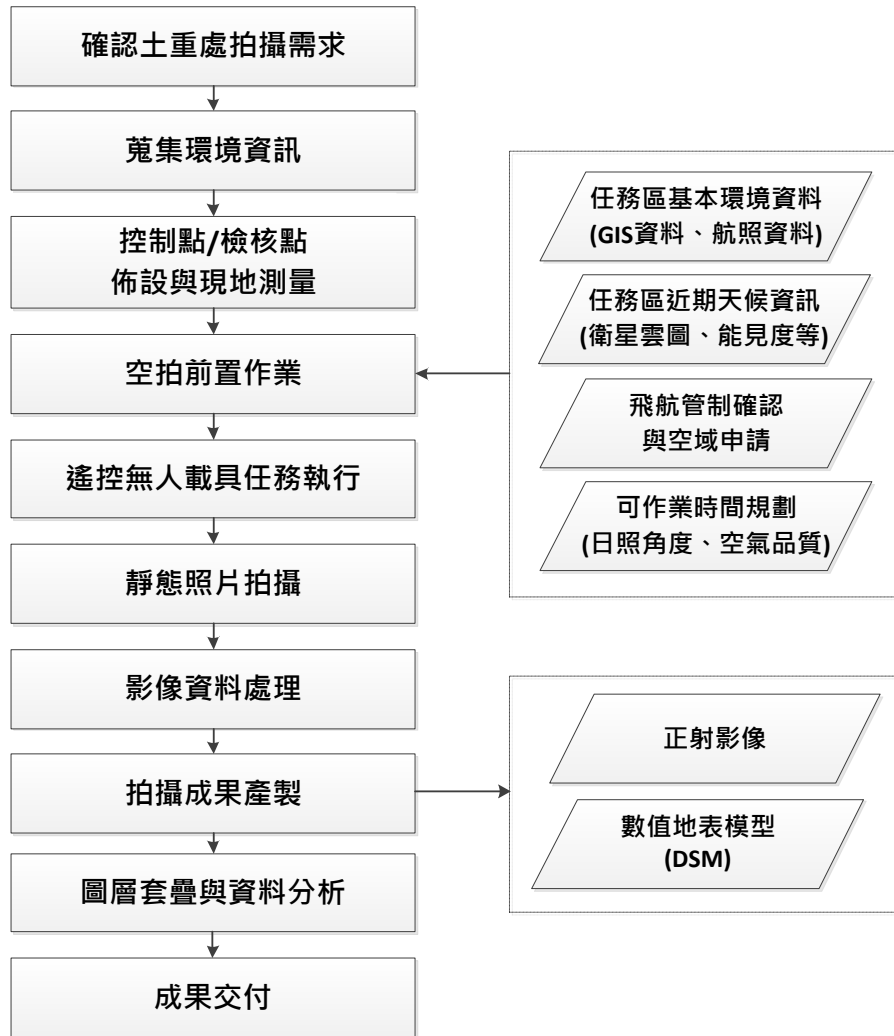 確認土重處拍攝需求
蒐集環境資訊
控制點/檢核點
佈設與現地測量
空拍前置作業
遙控無人載具任務執行
靜態照片拍攝
影像資料處理
拍攝成果產製
圖層套疊與資料分析
成果交付
任務區基本環境資料
(GIS資料、航照資料)
任務區近期天候資訊
(衛星雲圖、能見度等)
飛航管制確認
與空域申請
可作業時間規劃
(日照角度、空氣品質)
正射影像
數值地表模型
(DSM)